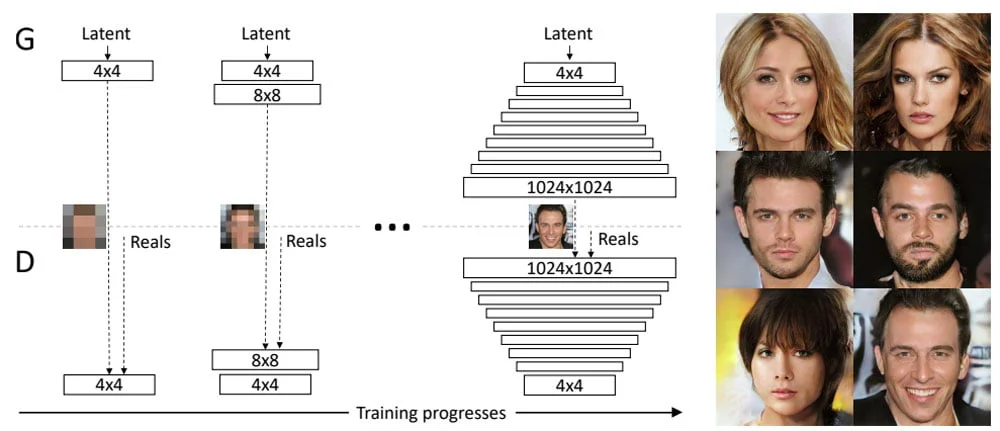 G
Latent
Latent
Latent
4x4
4x4
4x4
8x8
1024x1024
Reals
Reals
Reals
D
1024x1024
8x8
4x4
4x4
4x4
Training progresses